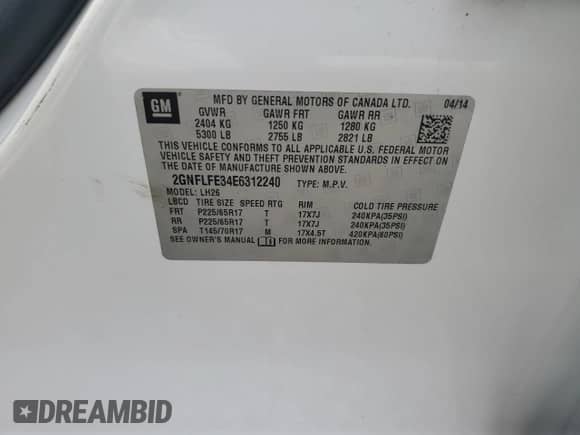 GM
MFD BY GENERAL MOTORS OF CANADA LTD. 04/14
GVWR GAWR FRT GAWR RR
2404 KG 1250 KG 1280 KG
5300 LB 2755 LB 2821 LB
THIS VEHICLE CONFORMS TO ALL APPLICABLE U.S. FEDERAL MOTOR
VEHICLE SAFETY AND THEFT PREVENTION STANDARDS IN EFFECT
ON THE DATE OF MANUFACTURE SHOWN ABOVE.
2GNFLFE34E6312240 TYPE: M.P.V.
MODEL: LH26
LBCD TIRE SIZE SPEED RTG RIM COLD TIRE PRESSURE
FRT P225/65R17 T 17X7J 240KPA(35PSI)
RR P225/65R17 T 17X7J 240KPA(35PSI)
SPA T145/70R17 M 17X4.5T 420KPA(60PSI)
SEE OWNER'S MANUAL FOR MORE INFORMATION.
DREAMBID